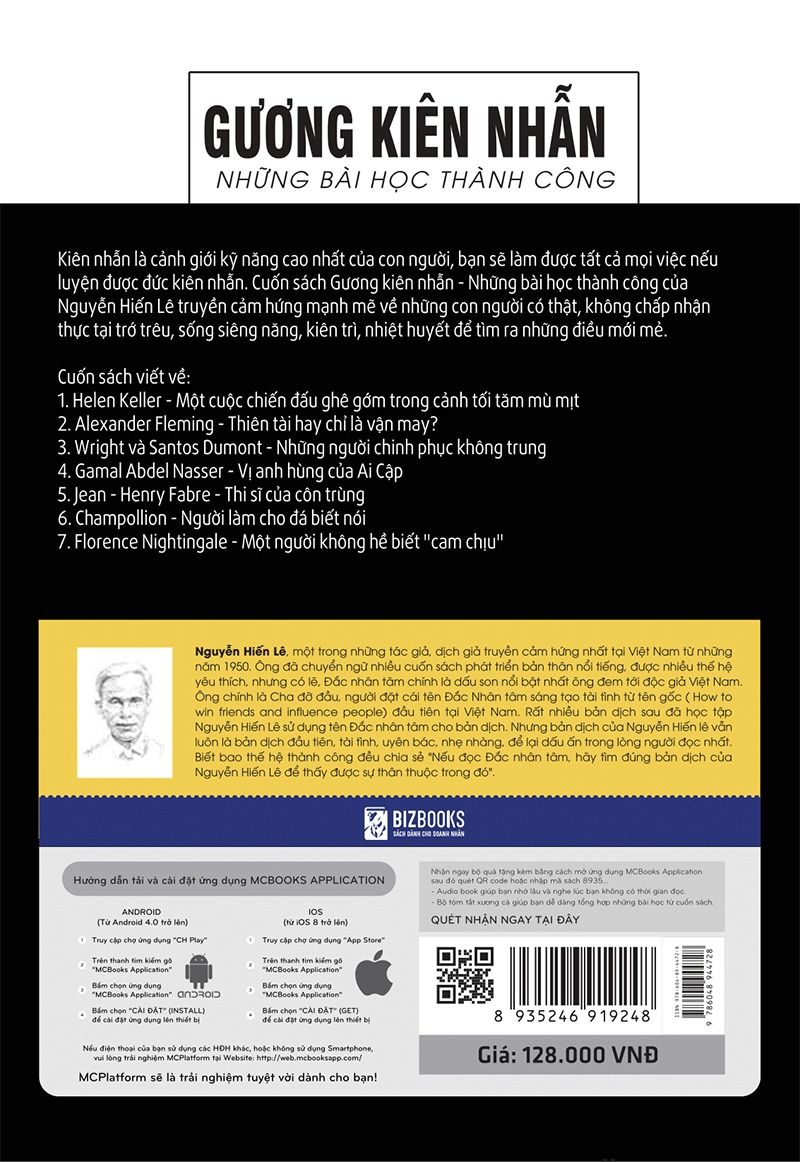 GƯƠNG KIÊN NHẪN
NHỮNG BÀI HỌC THÀNH CÔNG
Kiên nhẫn là cảnh giới kỹ năng cao nhất của con người, bạn sẽ làm được tất cả mọi việc nếu
luyện được đức kiên nhẫn. Cuốn sách Gương kiên nhẫn - Những bài học thành công của
Nguyễn Hiến Lê truyền cảm hứng mạnh mẽ về những con người có thật, không chấp nhận
thực tại trớ trêu, sống siêng năng, kiên trì, nhiệt huyết để tìm ra những điều mới mẻ.
Cuốn sách viết về:
1. Helen Keller - Một cuộc chiến đấu ghê gớm trong cảnh tối tăm mù mịt
2. Alexander Fleming - Thiên tài hay chỉ là vận may?
3. Wright và Santos Dumont - Những người chinh phục không trung
4. Gamal Abdel Nasser - Vị anh hùng của Ai Cập
5. Jean - Henry Fabre - Thi sĩ của côn trùng
6. Champollion - Người làm cho đá biết nói
7. Florence Nightingale - Một người không hề biết "cam chịu"
Nguyễn Hiến Lê, một trong những tác giả, dịch giả truyền cảm hứng nhất tại Việt Nam từ những
năm 1950. Ông đã chuyển ngữ nhiều cuốn sách phát triển bản thân nổi tiếng, được nhiều thế hệ
yêu thích, nhưng có lẽ, Đắc nhân tâm chính là dấu son nổi bật nhất ông đem tới độc giả Việt Nam.
Ông chính là Cha đỡ đầu, người đặt cái tên Đắc Nhân tâm sáng tạo tài tình từ tên gốc ( How to
win friends and influence people) đầu tiên tại Việt Nam. Rất nhiều bản dịch sau đã học tập
Nguyễn Hiến Lê sử dụng tên Đắc nhân tâm cho bản dịch. Nhưng bản dịch của Nguyễn Hiến lê vẫn
luôn là bản dịch đầu tiên, tài tình, uyên bác, nhẹ nhàng, để lại dấu ấn trong lòng người đọc nhất.
Biết bao thế hệ thành công đều chia sẻ "Nếu đọc Đắc nhân tâm, hãy tìm đúng bản dịch của
Nguyễn Hiến Lê để thấy được sự thân thuộc trong đó".
BIZBOOKS
SÁCH DÀNH CHO DOANH NHÂN
Hướng dẫn tải và cài đặt ứng dụng MCBOOKS APPLICATION
ANDROID
(Từ Android 4.0 trở lên)
1 Truy cập chợ ứng dụng "CH Play"
2 Trên thanh tìm kiếm gõ
"MCBooks Application"
3 Bấm chọn ứng dụng
"MCBooks Application"
4 Bấm chọn "CÀI ĐẶT" (INSTALL)
để cài đặt ứng dụng lên thiết bị
ANDROID
IOS
(từ iOS 8 trở lên)
1 Truy cập chợ ứng dụng "App Store"
2 Trên thanh tìm kiếm gõ
"MCBooks Application"
3 Bấm chọn ứng dụng
"MCBooks Application"
4 Bấm chọn "CÀI ĐẶT" (GET)
để cài đặt ứng dụng lên thiết bị
Nếu điện thoại của bạn sử dụng các HĐH khác, hoặc không sử dụng Smartphone,
vui lòng trải nghiệm MCPlatform tại Website: http://web.mcbooksapp.com/
MCPlatform sẽ là trải nghiệm tuyệt vời dành cho bạn!
Nhận ngay bộ quà tặng kèm bằng cách mở ứng dụng MCBooks Application
sau đó quét QR code hoặc nhập mã sách 8935...
- Audio book giúp bạn nhớ lâu và nghe lúc bạn không có thời gian đọc.
- Bộ tóm tắt xương cá giúp bạn dễ dàng tổng hợp những bài học từ cuốn sách.
QUÉT NHẬN NGAY TẠI ĐÂY
8 935246 919248
ISBN 978-604-89-4472-8
9 786048 944728
Giá: 128.000 VNĐ